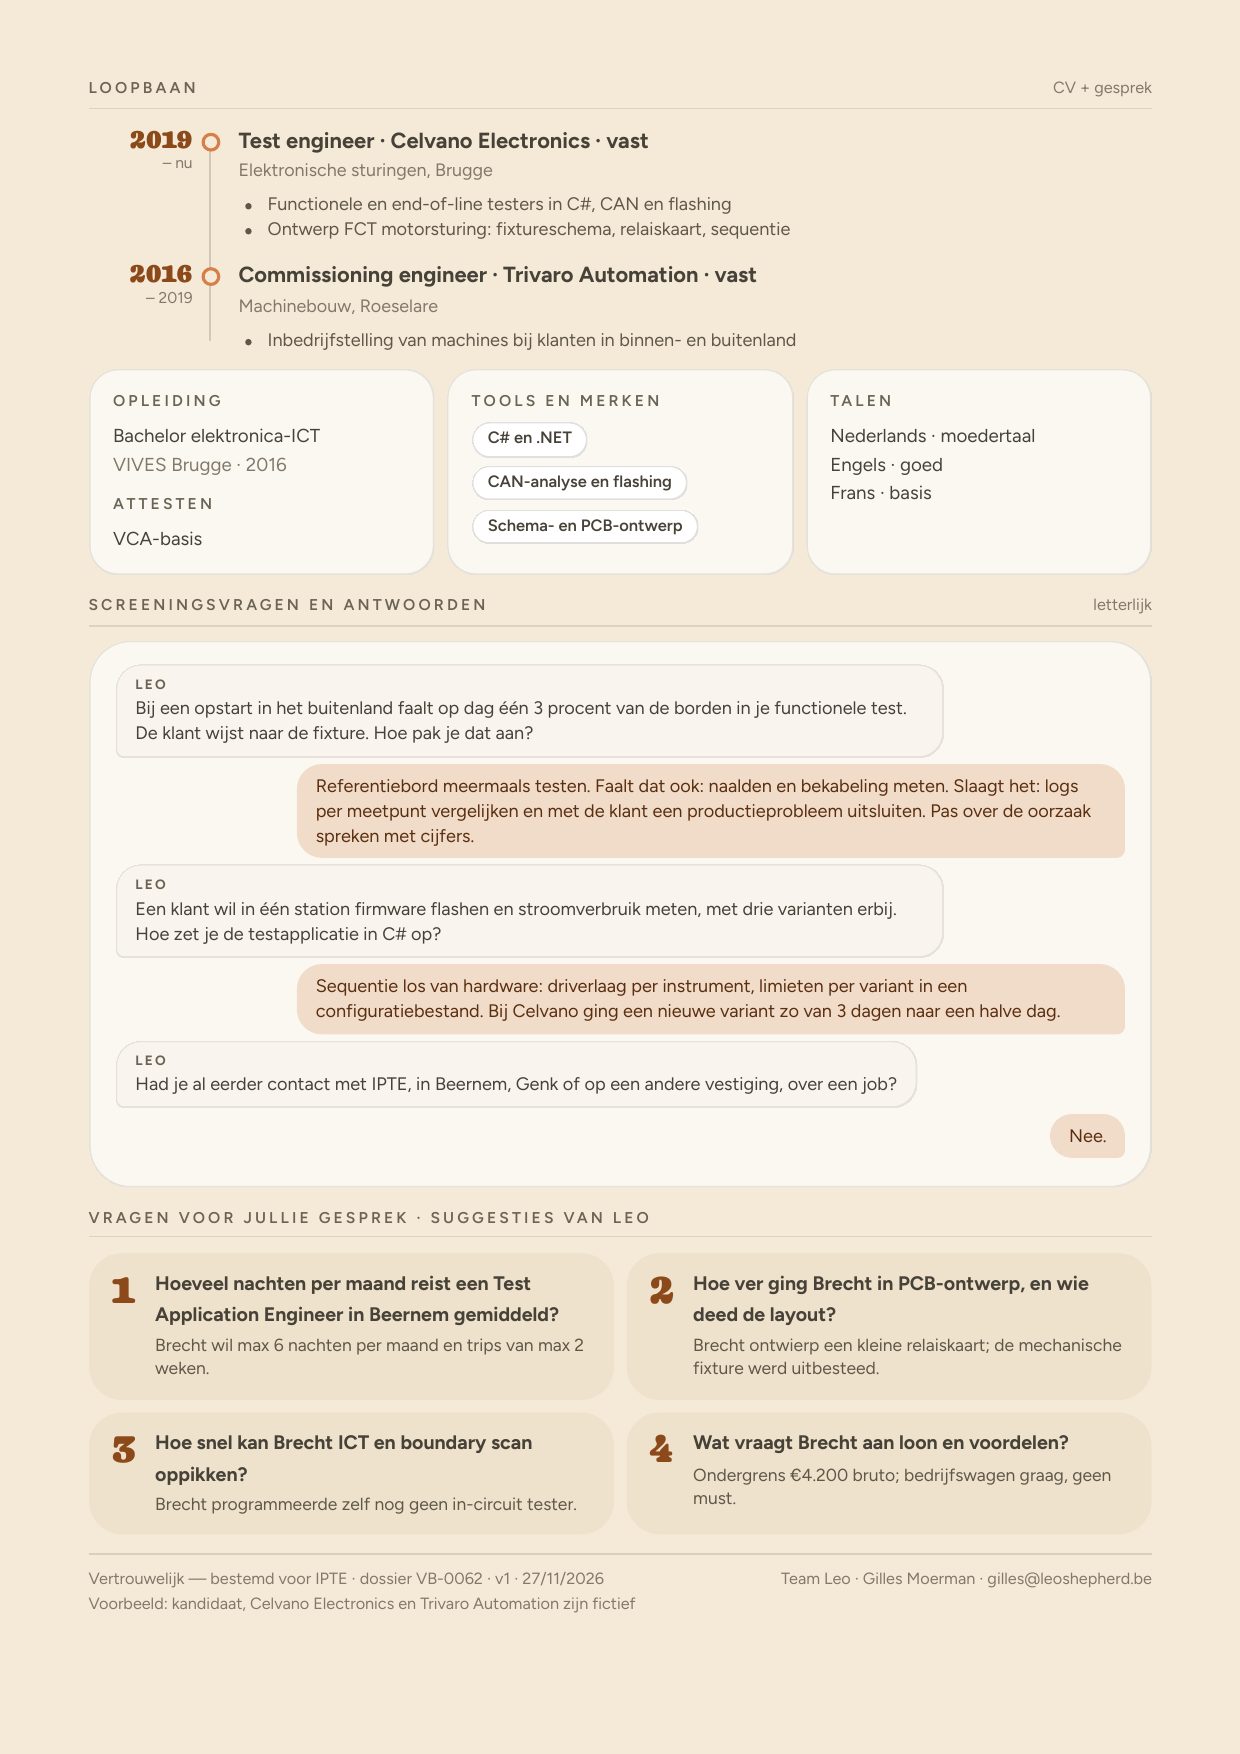 LOOPBAAN
CV + gesprek
2019
– nu
Test engineer · Celvano Electronics · vast
Elektronische sturingen, Brugge
• Functionele en end-of-line testers in C#, CAN en flashing
• Ontwerp FCT motorsturing: fixtureschema, relaiskaart, sequentie
2016
– 2019
Commissioning engineer · Trivaro Automation · vast
Machinebouw, Roeselare
• Inbedrijfstelling van machines bij klanten in binnen- en buitenland
OPLEIDING
Bachelor elektronica-ICT
VIVES Brugge · 2016
ATTESTEN
VCA-basis
TOOLS EN MERKEN
C# en .NET
CAN-analyse en flashing
Schema- en PCB-ontwerp
TALEN
Nederlands · moedertaal
Engels · goed
Frans · basis
SCREENINGSVRAGEN EN ANTWOORDEN
letterlijk
LEO
Bij een opstart in het buitenland faalt op dag één 3 procent van de borden in je functionele test.
De klant wijst naar de fixture. Hoe pak je dat aan?
Referentiebord meermaals testen. Faalt dat ook: naalden en bekabeling meten. Slaagt het: logs
per meetpunt vergelijken en met de klant een productieprobleem uitsluiten. Pas over de oorzaak
spreken met cijfers.
LEO
Een klant wil in één station firmware flashen en stroomverbruik meten, met drie varianten erbij.
Hoe zet je de testapplicatie in C# op?
Sequentie los van hardware: driverlaag per instrument, limieten per variant in een
configuratiebestand. Bij Celvano ging een nieuwe variant zo van 3 dagen naar een halve dag.
LEO
Had je al eerder contact met IPTE, in Beernem, Genk of op een andere vestiging, over een job?
Nee.
VRAGEN VOOR JULLIE GESPREK · SUGGESTIES VAN LEO
1
Hoeveel nachten per maand reist een Test
Application Engineer in Beernem gemiddeld?
Brecht wil max 6 nachten per maand en trips van max 2
weken.
2
Hoe ver ging Brecht in PCB-ontwerp, en wie
deed de layout?
Brecht ontwierp een kleine relaiskaart; de mechanische
fixture werd uitbesteed.
3
Hoe snel kan Brecht ICT en boundary scan
oppikken?
Brecht programmeerde zelf nog geen in-circuit tester.
4
Wat vraagt Brecht aan loon en voordelen?
Ondergrens €4.200 bruto; bedrijfswagen graag, geen
must.
Vertrouwelijk — bestemd voor IPTE · dossier VB-0062 · v1 · 27/11/2026
Team Leo · Gilles Moerman · gilles@leoshepherd.be
Voorbeeld: kandidaat, Celvano Electronics en Trivaro Automation zijn fictief